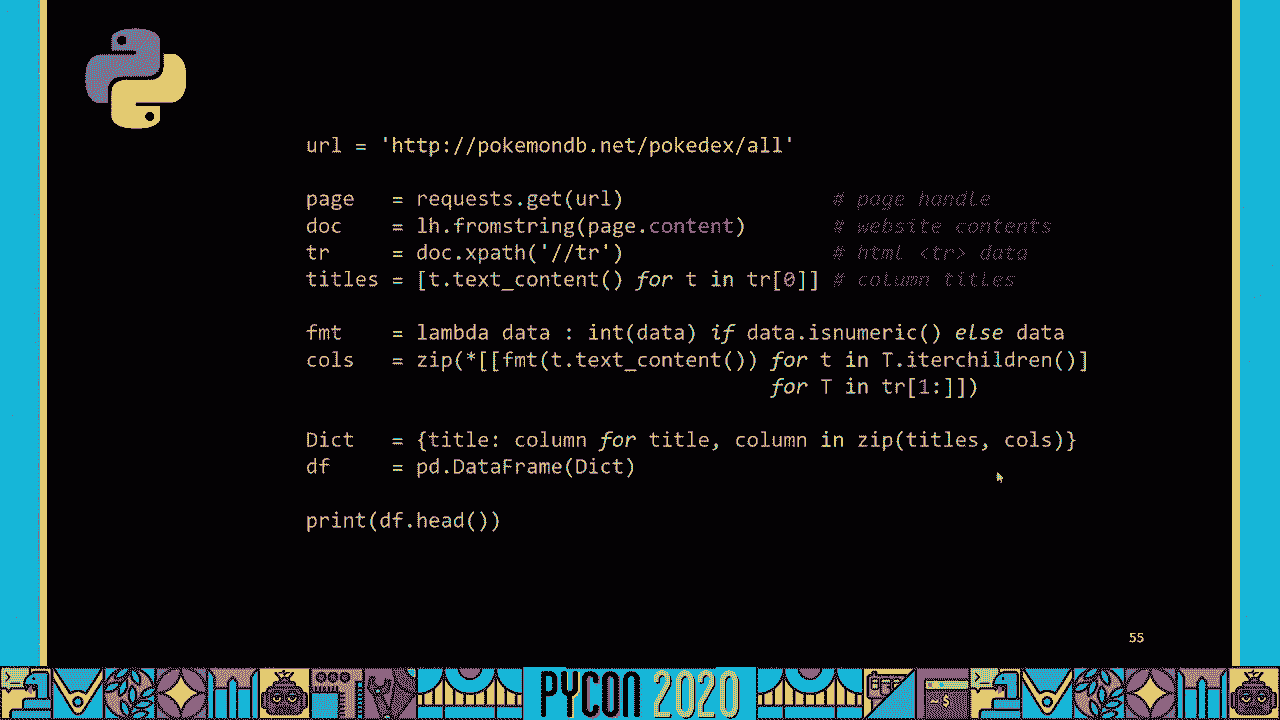 url = 'http://pokemondb.net/pokedex/all'
page = requests.get(url) # page handle
doc = lh.fromstring(page.content) # website contents
tr = doc.xpath('//tr') # html <tr> data
titles = [t.text_content() for t in tr[0]] # column titles
fmt = lambda data : int(data) if data.isnumeric() else data
cols = zip(*[[fmt(t.text_content()) for t in T.iterchildren()]
for T in tr[1:]])
Dict = {title: column for title, column in zip(titles, cols)}
df = pd.DataFrame(Dict)
print(df.head())
55
PYCON 2020
~$